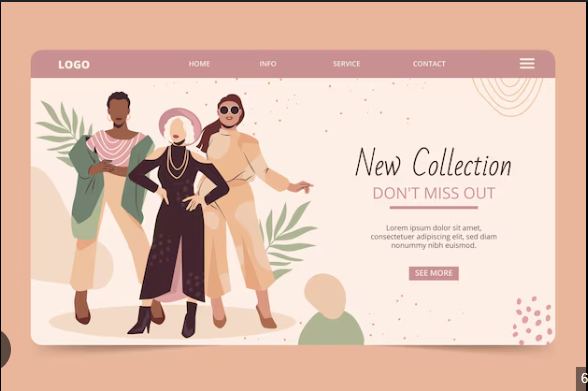 LOGO
HOME
INFO
SERVICE
CONTACT
New Collection
DON'T MISS OUT
Lorem ipsum dolor sit amet,
consectetuer adipiscing elit, sed diam
nonummy nibh euismod.
SEE MORE
6